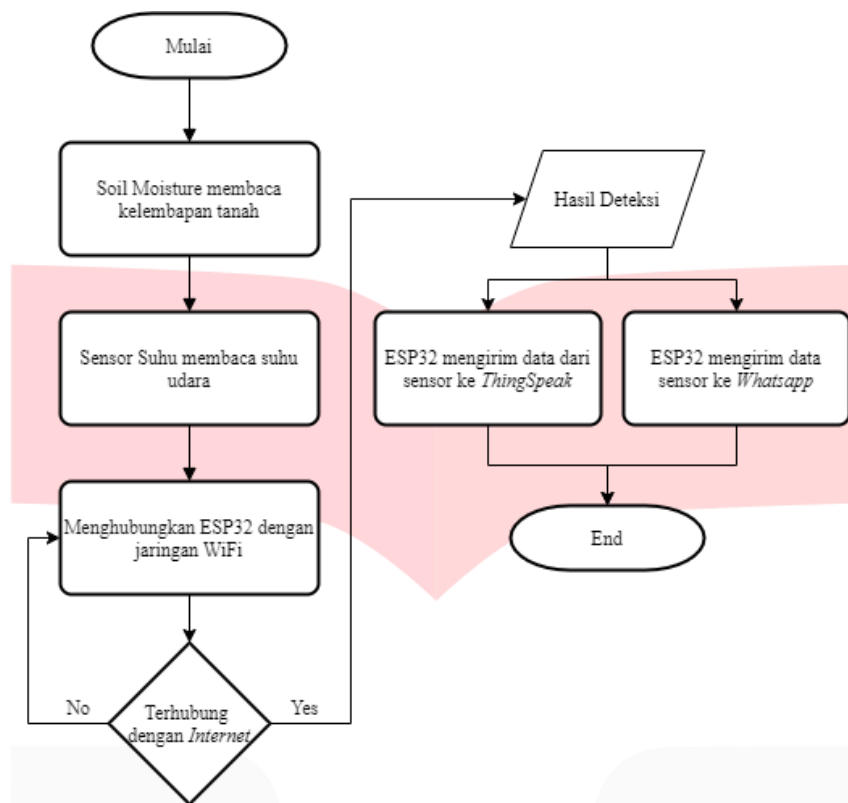 Mulai
Soil Moisture membaca
kelembapan tanah
Sensor Suhu membaca suhu
udara
Menghubungkan ESP32 dengan
jaringan WiFi
Terhubung
dengan Internet
No
Yes
Hasil Deteksi
ESP32 mengirim data dari
sensor ke ThingSpeak
ESP32 mengirim data
sensor ke Whatsapp
End